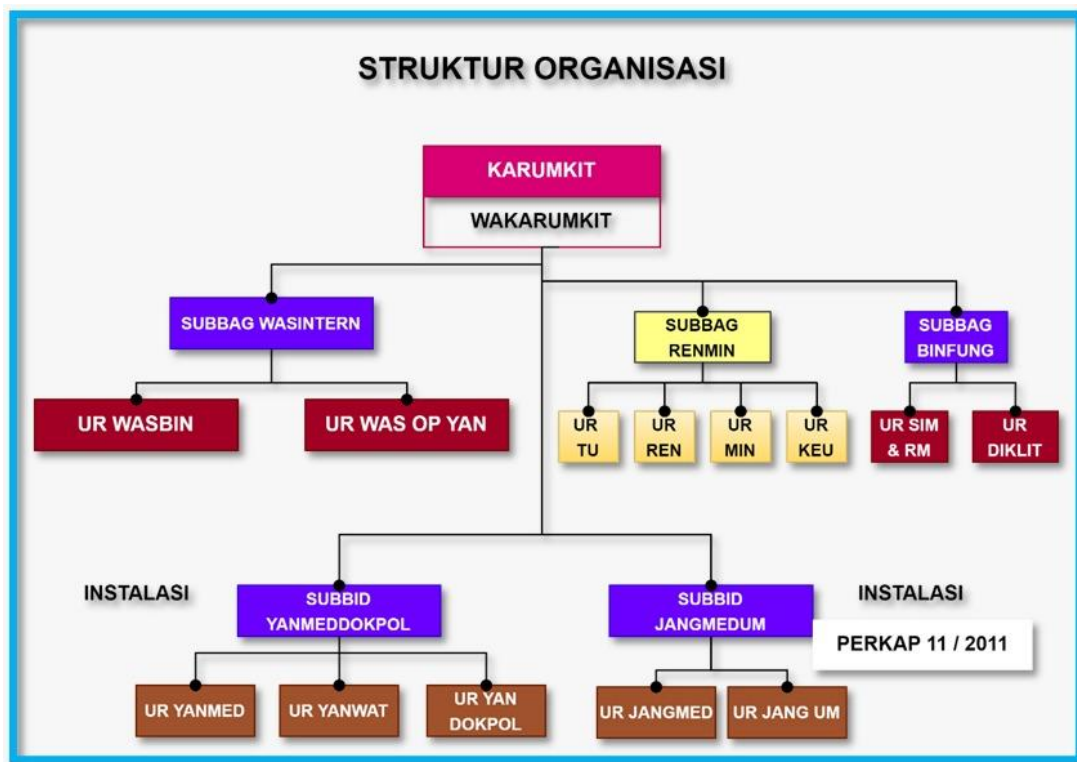 STRUKTUR ORGANISASI
KARUMKIT
WAKARUMKIT
SUBBAG WASINTERN
SUBBAG
RENMIN
SUBBAG
BINFUNG
UR WASBIN
UR WAS OP YAN
UR
TU
UR
REN
UR
MIN
UR
KEU
UR SIM
& RM
UR
DIKLIT
INSTALASI
SUBBID
YANMEDDOKPOL
SUBBID
JANGMEDUM
INSTALASI
PERKAP 11 / 2011
UR YANMED
UR YANWAT
UR YAN
DOKPOL
UR JANGMED
UR JANG UM